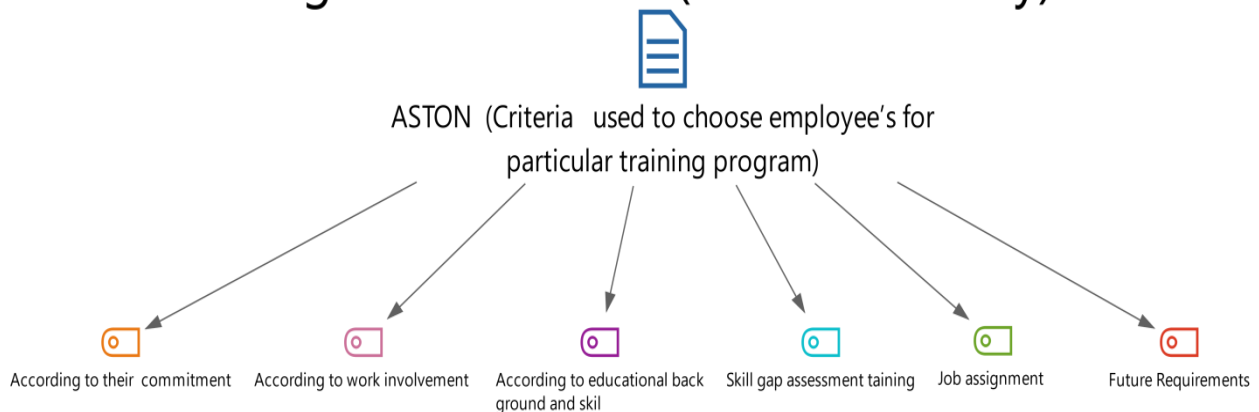 ASTON (Criteria used to choose employee's for
particular training program)
According to their commitment
According to work involvement
According to educational back
ground and skil
Skill gap assessment taining
Job assignment
Future Requirements